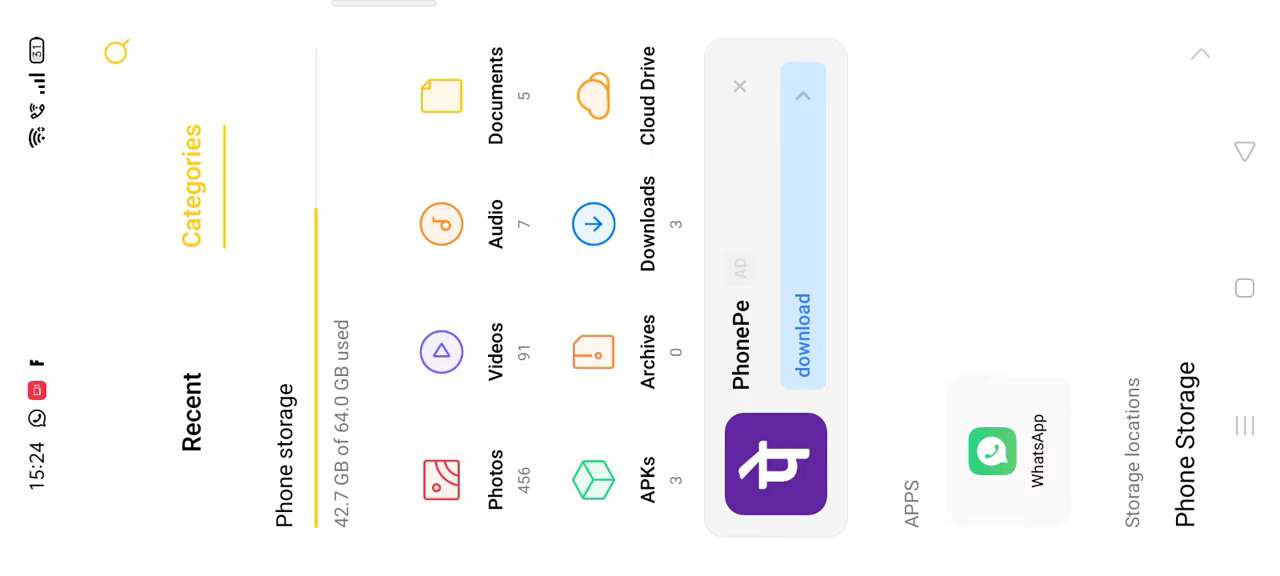 15:24 F 31
Recent Categories
Phone storage
42.7 GB of 64.0 GB used
Photos Videos Audio Documents
456 91 7 5
APKs Archives Downloads Cloud Drive
3 0 3
PhonePe AD
download
APPS
WhatsApp
Storage locations
Phone Storage